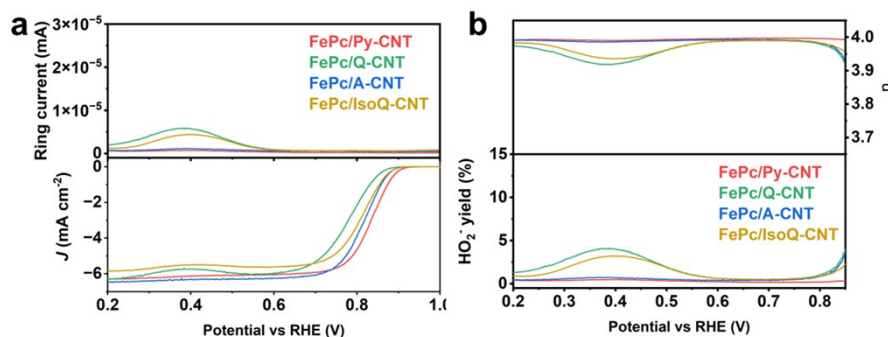 a
3×10⁻⁵
2×10⁻⁵
1×10⁻⁵
0
Ring current (mA)
FePc/Py-CNT
FePc/Q-CNT
FePc/A-CNT
FePc/IsoQ-CNT
0
−2
−4
−6
J (mA cm⁻²)
0.2 0.4 0.6 0.8 1.0
Potential vs RHE (V)
b
4.0
3.9
3.8
3.7
n
15
10
5
0
HO₂⁻ yield (%)
FePc/Py-CNT
FePc/Q-CNT
FePc/A-CNT
FePc/IsoQ-CNT
0.2 0.3 0.4 0.5 0.6 0.7 0.8
Potential vs RHE (V)